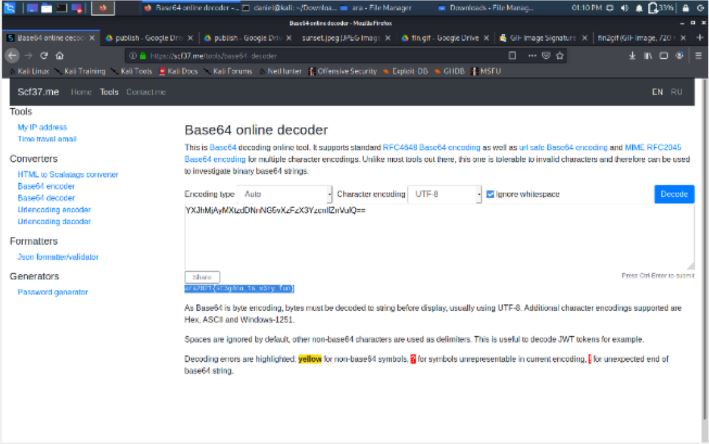 Base64 online decoder - ... daniel@kali: ~/Downloa... ara - File Manager Downloads - File Manag... 01:10 PM 33%
Base64 online decoder - Mozilla Firefox
Base64 online decoder publish - Google Driv publish - Google Driv sunset.jpeg (JPEG Imag fin.gif - Google Drive GIF Image Signature fin2gif (GIF Image, 720
https://scf37.me/tools/base64-decoder
Kali Linux Kali Training Kali Tools Kali Docs Kali Forums NetHunter Offensive Security Exploit-DB GHDB MSFU
Scf37.me Home Tools Contact me EN RU
Tools
My IP address
Time travel email
Converters
HTML to Scalatags converter
Base64 encoder
Base64 decoder
Urlencoding encoder
Urlencoding decoder
Formatters
Json formatter/validator
Generators
Password generator
Base64 online decoder
This is Base64 decoding online tool. It supports standard RFC4648 Base64 encoding as well as url safe Base64 encoding and MIME RFC2045
Base64 encoding for multiple character encodings. Unlike most tools out there, this one is tolerable to invalid characters and therefore can be used
to investigate binary base64 strings.
Encoding type Auto Character encoding UTF-8 Ignore whitespace Decode
Share Press Ctrl-Enter to submit
As Base64 is byte encoding, bytes must be decoded to string before display, usually using UTF-8. Additional character encodings supported are
Hex, ASCII and Windows-1251.
Spaces are ignored by default, other non-base64 characters are used as delimiters. This is useful to decode JWT tokens for example.
Decoding errors are highlighted: yellow for non-base64 symbols, ? for symbols unrepresentable in current encoding, ! for unexpected end of
base64 string.